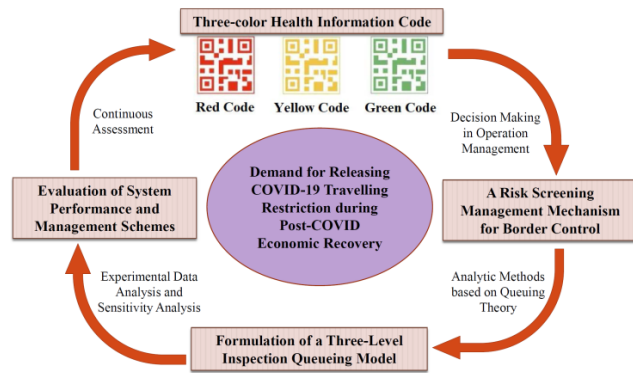 Three-color Health Information Code
Red Code
Yellow Code
Green Code
Continuous
Assessment
Decision Making
in Operation
Management
Demand for Releasing
COVID-19 Travelling
Restriction during
Post-COVID
Economic Recovery
Evaluation of System
Performance and
Management Schemes
A Risk Screening
Management Mechanism
for Border Control
Experimental Data
Analysis and
Sensitivity Analysis
Analytic Methods
based on Queuing
Theory
Formulation of a Three-Level
Inspection Queueing Model